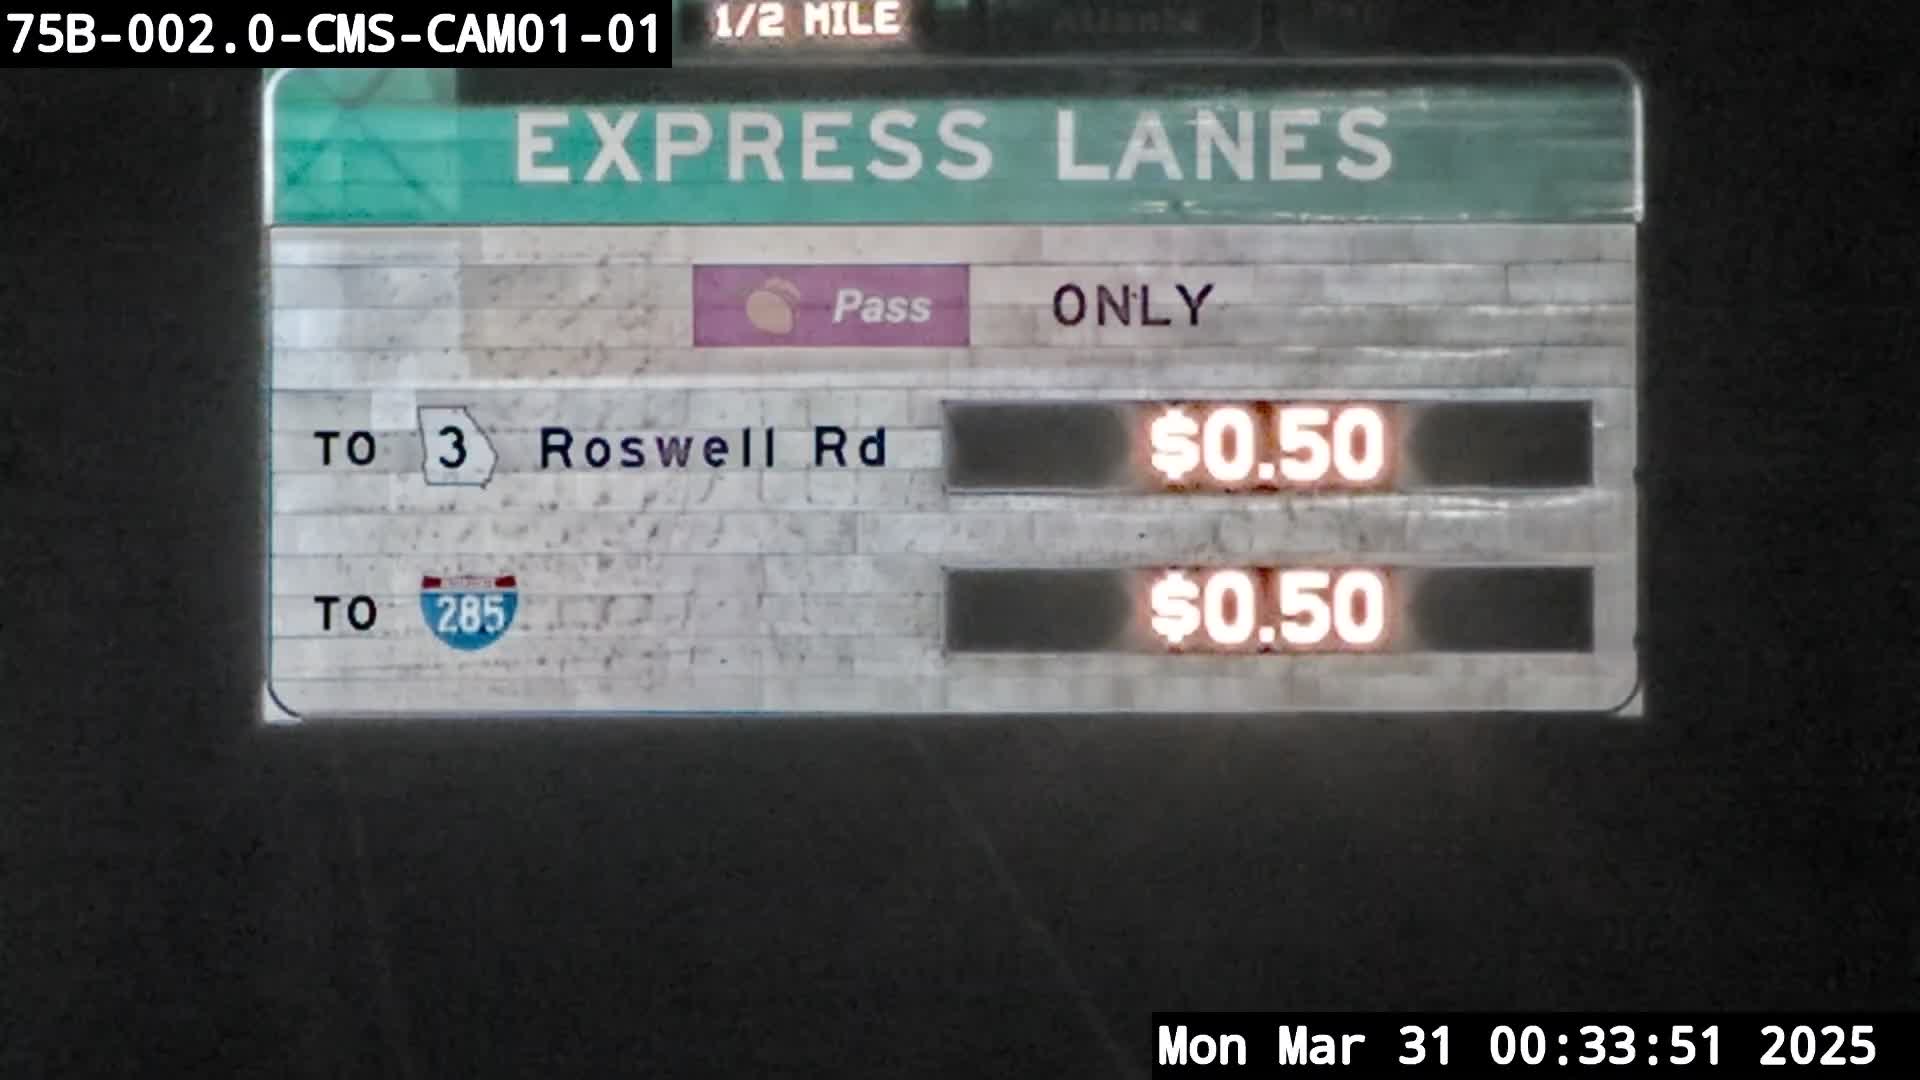 75B-002.0-CMS-CAM01-01
1/2 MILE
EXPRESS LANES
Pass ONLY
TO 3 Roswell Rd $0.50
TO 285 $0.50
Mon Mar 31 00:33:51 2025